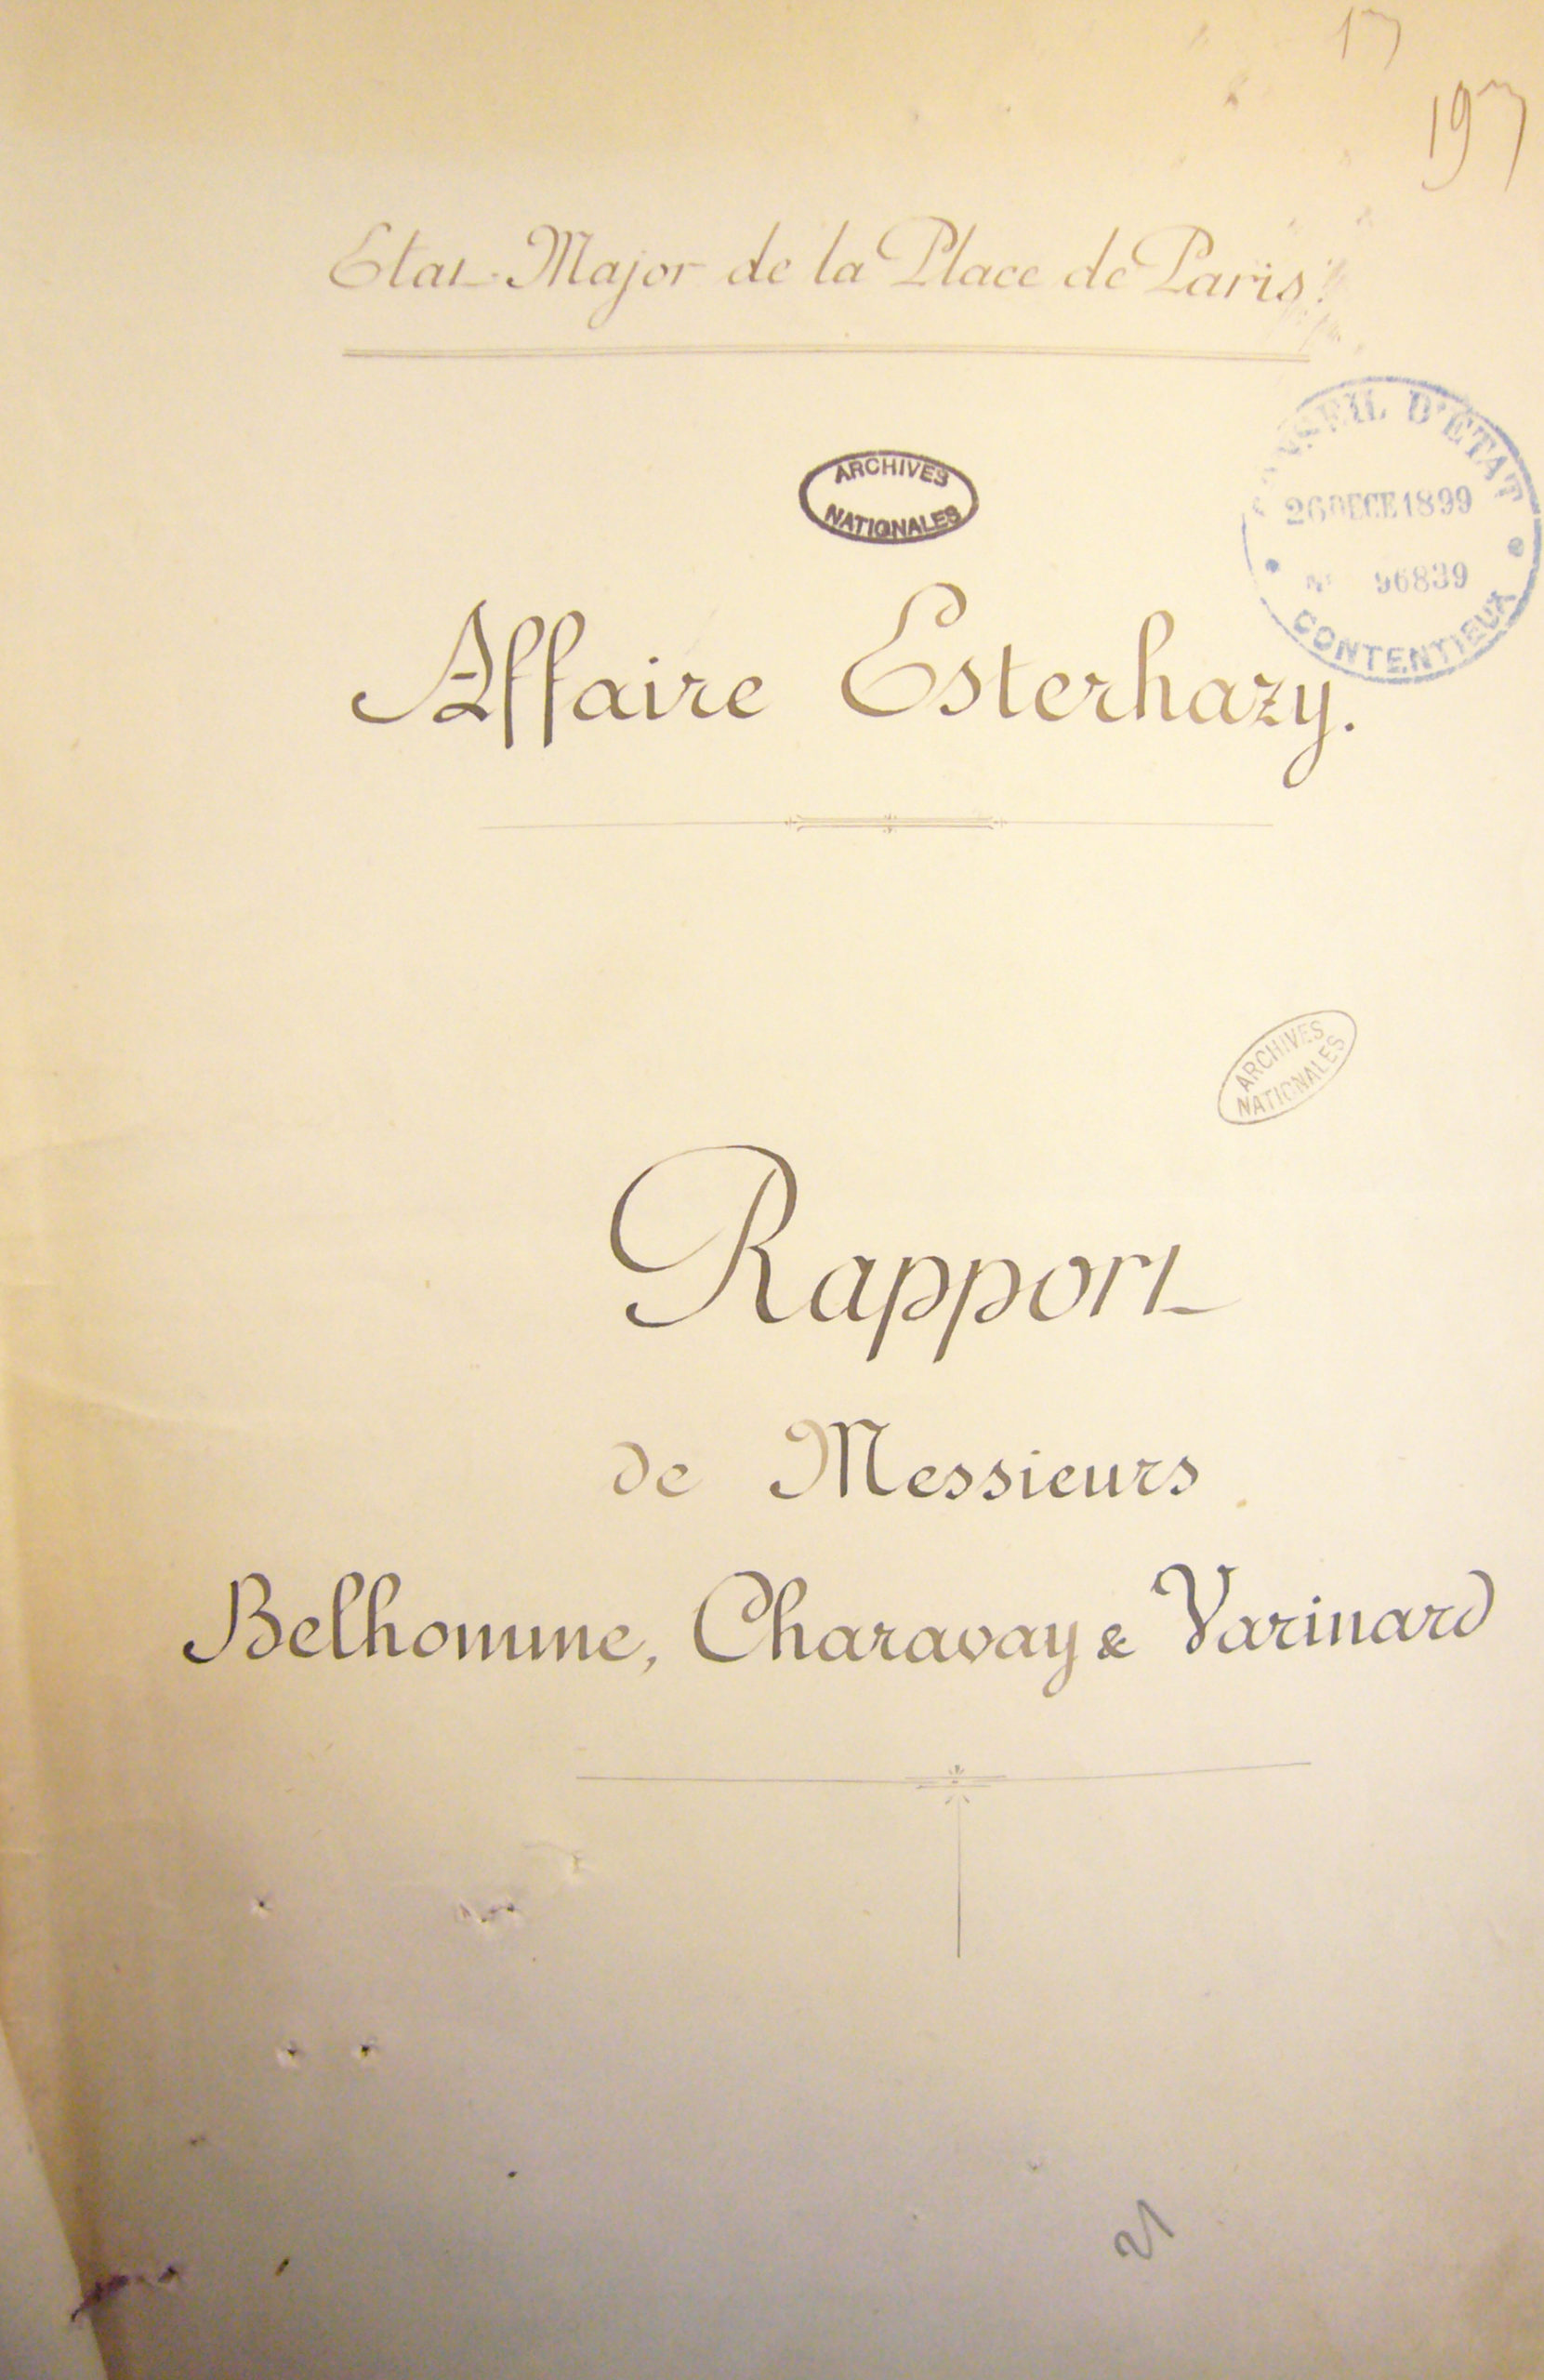 17
197
Etat-Major de la Place de Paris.
ARCHIVES
NATIONALES
CONSEIL D'ETAT
26 DECE 1899
N° 96839
CONTENTIEUX
Affaire Esterhazy.
ARCHIVES
NATIONALES
Rapport
de Messieurs
Belhomme, Charavay & Varinard
21